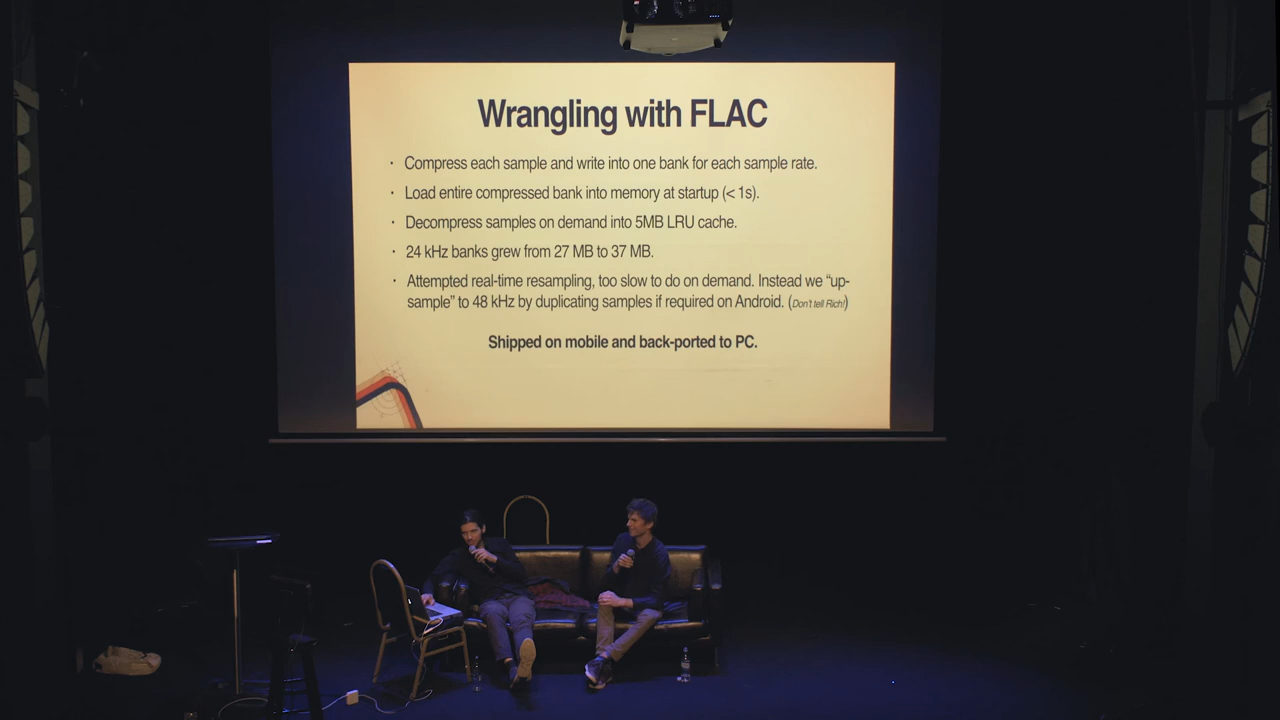 Wrangling with FLAC
· Compress each sample and write into one bank for each sample rate.
· Load entire compressed bank into memory at startup (< 1s).
· Decompress samples on demand into 5MB LRU cache.
· 24 kHz banks grew from 27 MB to 37 MB.
· Attempted real-time resampling, too slow to do on demand. Instead we “up-
sample” to 48 kHz by duplicating samples if required on Android. (Don't tell Rich!)
Shipped on mobile and back-ported to PC.